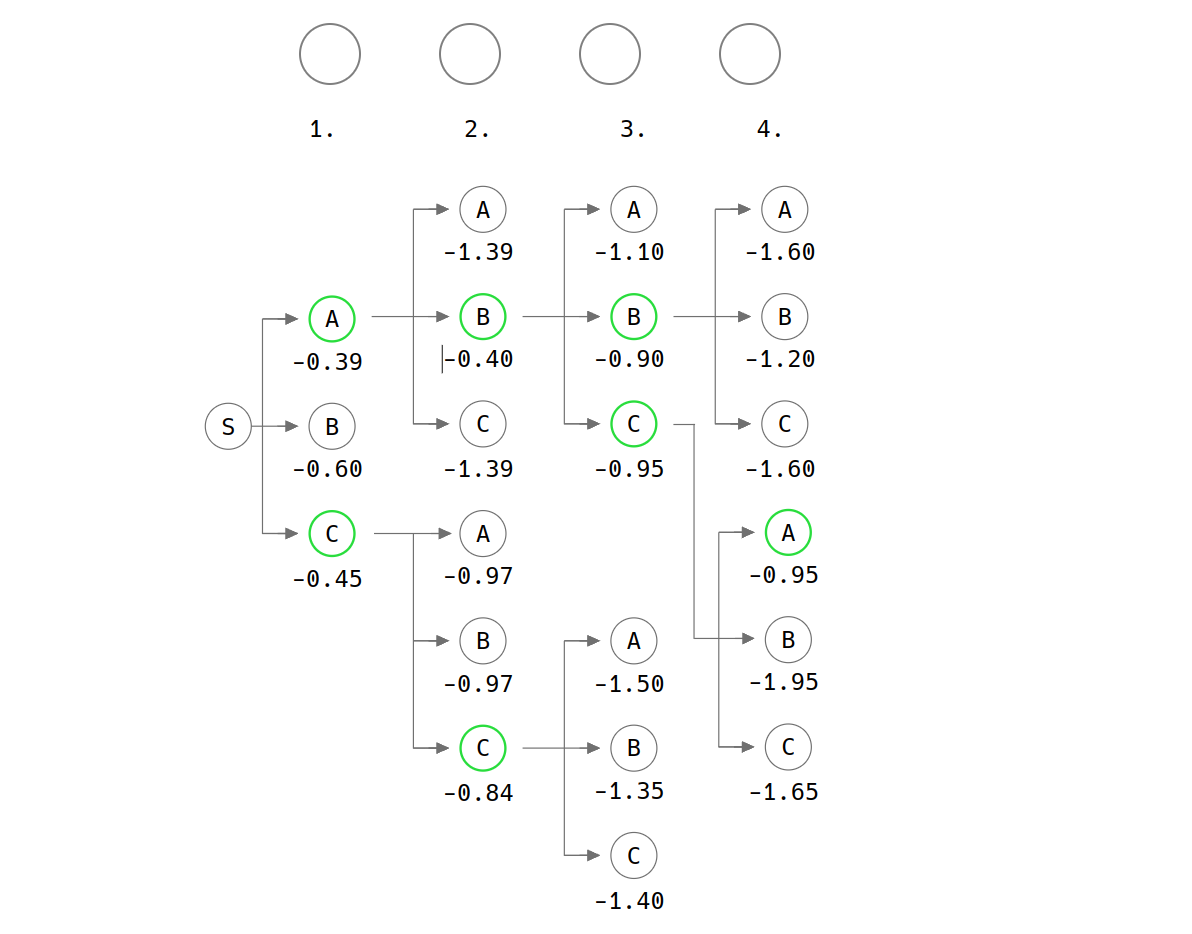 1. 2. 3. 4.
A A A
-1.39 -1.10 -1.60
A B B B
-0.39 -0.40 -0.90 -1.20
S B C C C
-0.60 -1.39 -0.95 -1.60
C A A
-0.45 -0.97 -0.95
B A B
-0.97 -1.50 -1.95
C B C
-0.84 -1.35 -1.65
C
-1.40